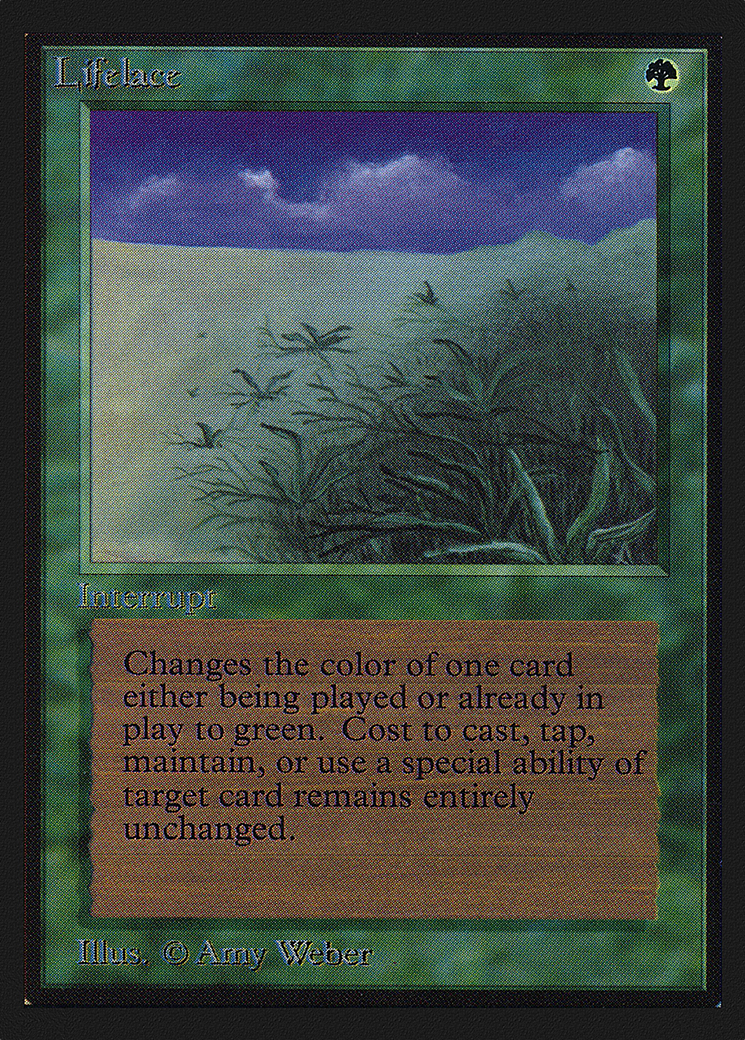 Lifelace
Interrupt
Changes the color of one card
either being played or already in
play to green. Cost to cast, tap,
maintain, or use a special ability of
target card remains entirely
unchanged.
Illus. © Amy Weber